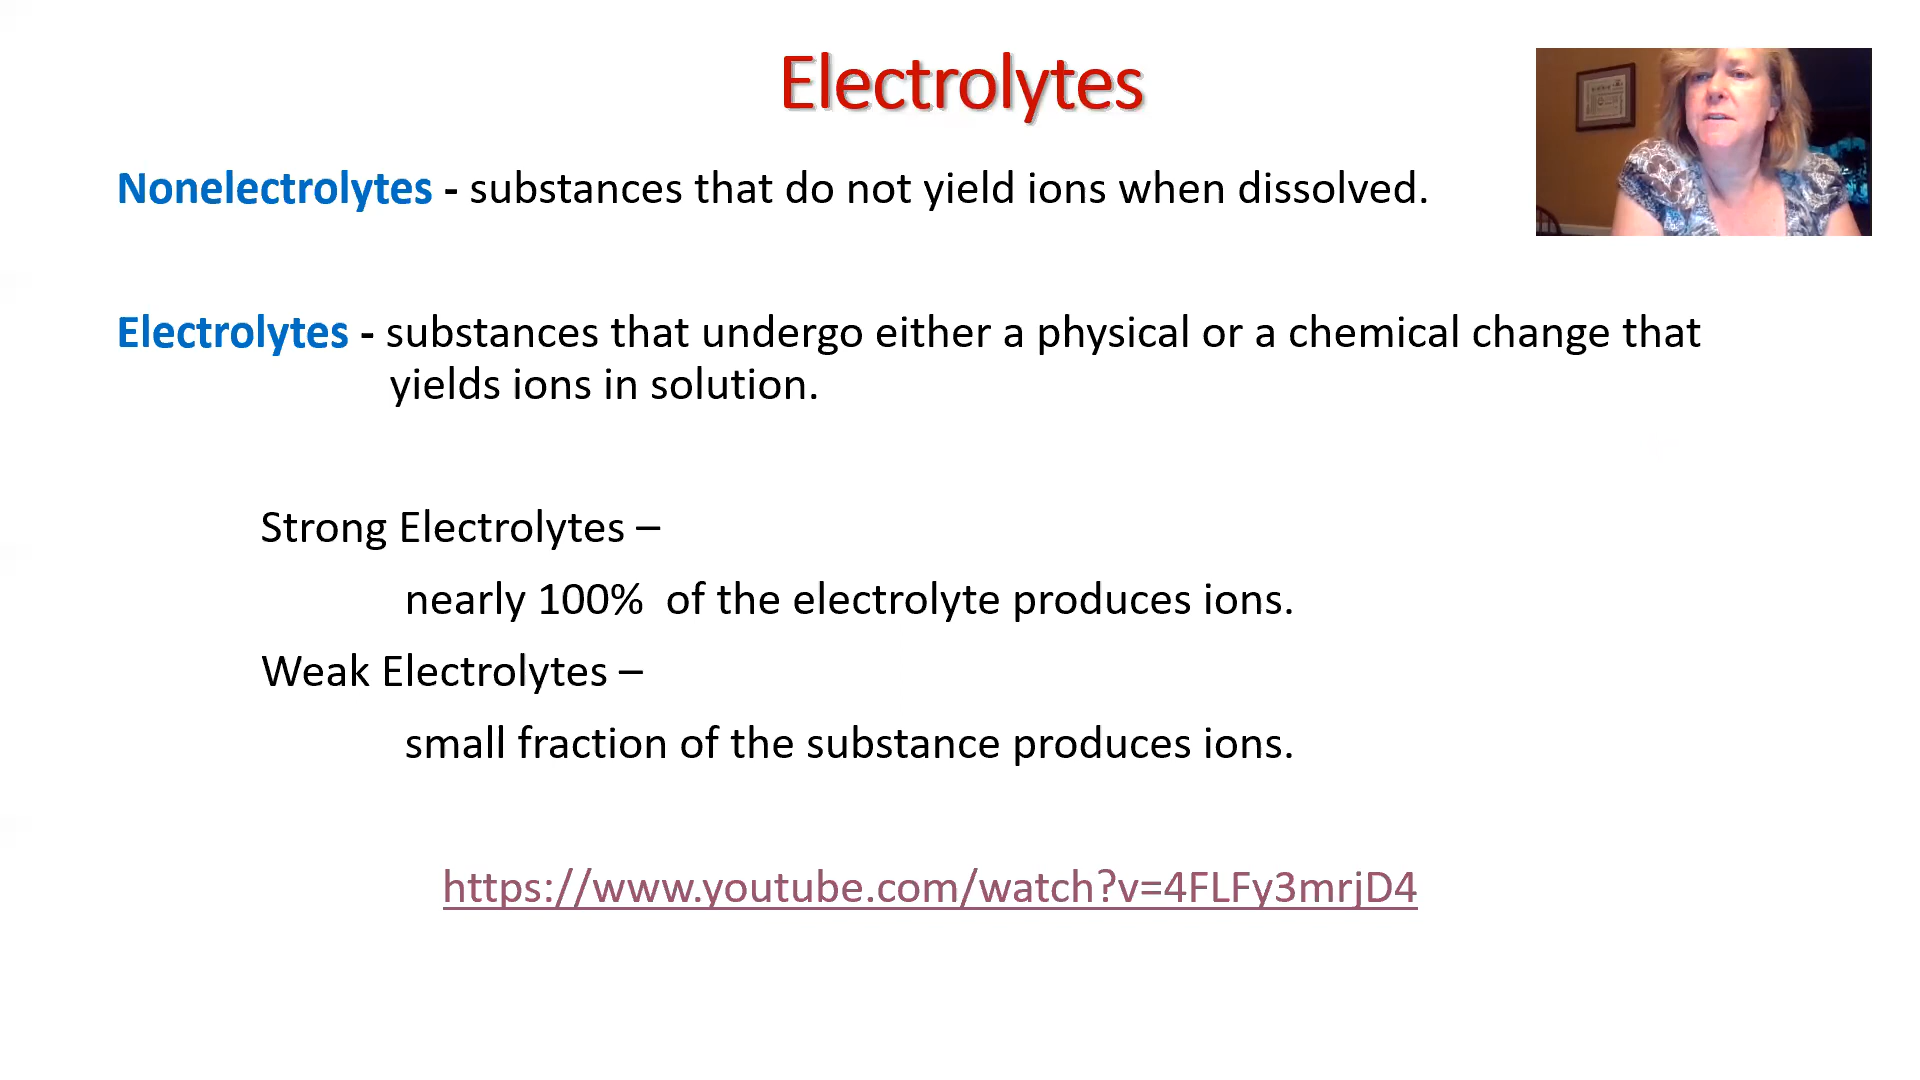 Electrolytes
Nonelectrolytes - substances that do not yield ions when dissolved.
Electrolytes - substances that undergo either a physical or a chemical change that
yields ions in solution.
Strong Electrolytes –
nearly 100%  of the electrolyte produces ions.
Weak Electrolytes –
small fraction of the substance produces ions.
https://www.youtube.com/watch?v=4FLFy3mrjD4